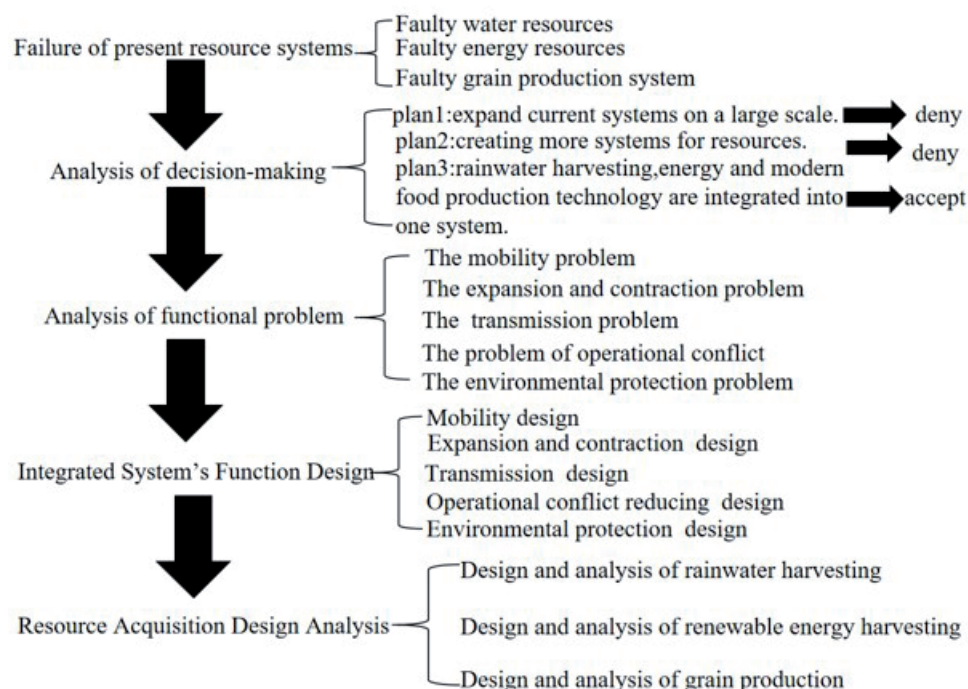 Failure of present resource systems
Faulty water resources
Faulty energy resources
Faulty grain production system
Analysis of decision-making
plan1:expand current systems on a large scale.
deny
plan2:creating more systems for resources.
deny
plan3:rainwater harvesting,energy and modern
food production technology are integrated into
one system.
accept
Analysis of functional problem
The mobility problem
The expansion and contraction problem
The transmission problem
The problem of operational conflict
The environmental protection problem
Integrated System’s Function Design
Mobility design
Expansion and contraction design
Transmission design
Operational conflict reducing design
Environmental protection design
Resource Acquisition Design Analysis
Design and analysis of rainwater harvesting
Design and analysis of renewable energy harvesting
Design and analysis of grain production